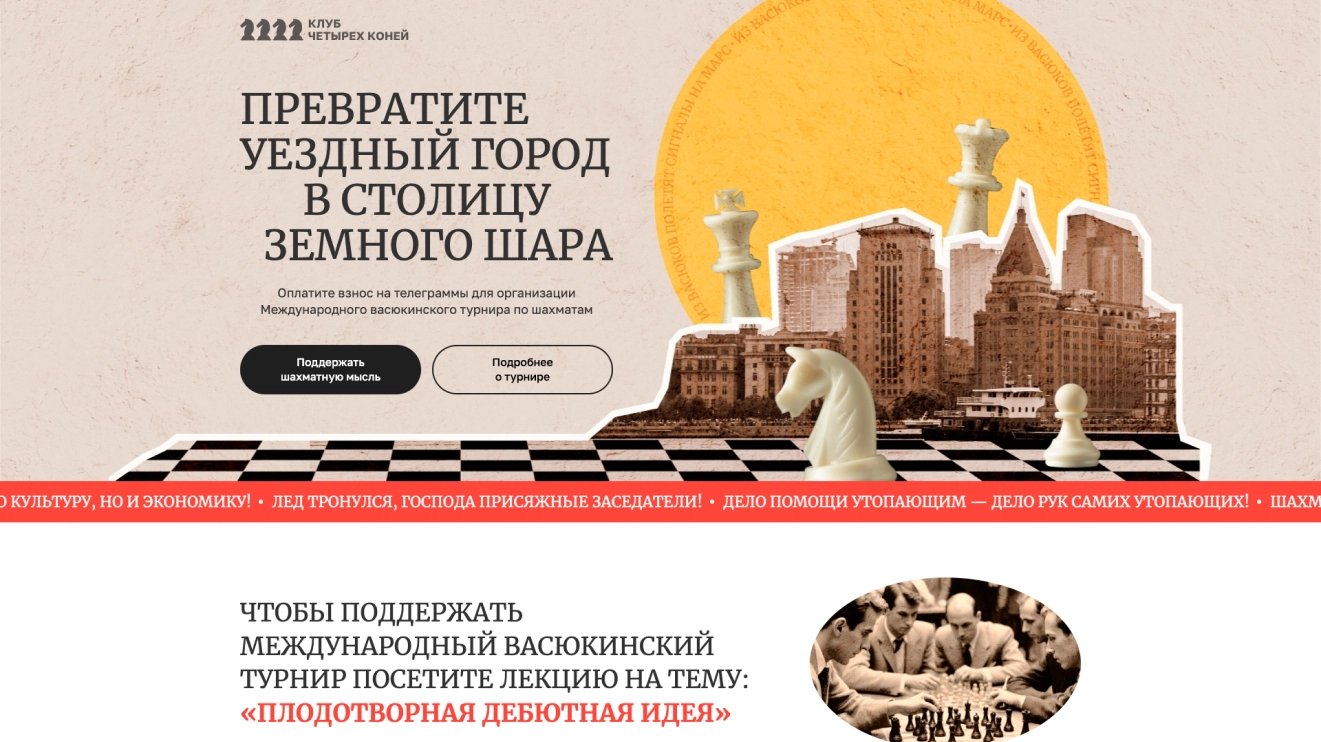 КЛУБ
ЧЕТЫРЕХ КОНЕЙ
ИЗ ВАСЮКОВ ПОЛЕТЯТ СИГНАЛЫ НА МАРС • ИЗ ВАСЮКОВ
НА МАРС • ИЗ ВАСЮКОВ ПОЛЕТЯТ
ПРЕВРАТИТЕ
УЕЗДНЫЙ ГОРОД
В СТОЛИЦУ
ЗЕМНОГО ШАРА
Оплатите взнос на телеграммы для организации
Международного васюкинского турнира по шахматам
Поддержать
шахматную мысль
Подробнее
о турнире
О КУЛЬТУРУ, НО И ЭКОНОМИКУ! • ЛЕД ТРОНУЛСЯ, ГОСПОДА ПРИСЯЖНЫЕ ЗАСЕДАТЕЛИ! • ДЕЛО ПОМОЩИ УТОПАЮЩИМ — ДЕЛО РУК САМИХ УТОПАЮЩИХ! • ШАХМ
ЧТОБЫ ПОДДЕРЖАТЬ
МЕЖДУНАРОДНЫЙ ВАСЮКИНСКИЙ
ТУРНИР ПОСЕТИТЕ ЛЕКЦИЮ НА ТЕМУ:
«ПЛОДОТВОРНАЯ ДЕБЮТНАЯ ИДЕЯ»